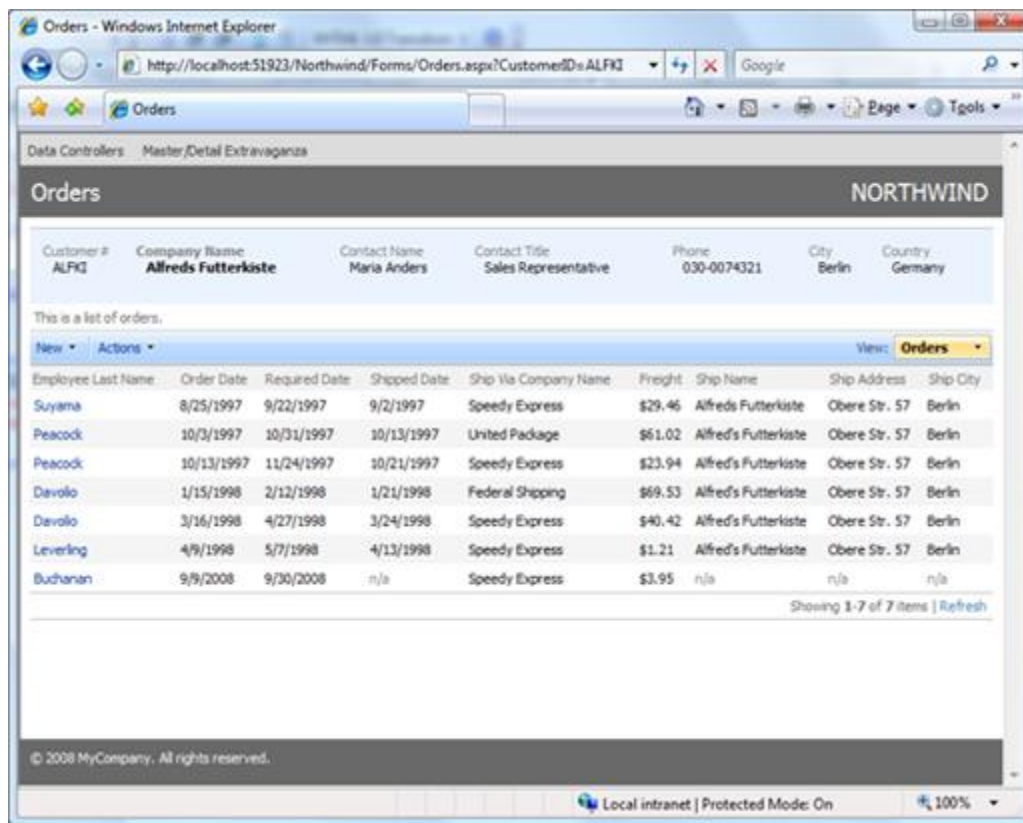 Orders - Windows Internet Explorer
http://localhost:51923/Northwind/Forms/Orders.aspx?CustomerID=ALFKI
Google
Orders
Page
Tools
Data Controllers Master/Detail Extravaganza
Orders NORTHWIND
Customer # Company Name Contact Name Contact Title Phone City Country
ALFKI Alfreds Futterkiste Maria Anders Sales Representative 030-0074321 Berlin Germany
This is a list of orders.
New Actions View: Orders
Employee Last Name Order Date Required Date Shipped Date Ship Via Company Name Freight Ship Name Ship Address Ship City
Suyama 8/25/1997 9/22/1997 9/2/1997 Speedy Express $29.46 Alfreds Futterkiste Obere Str. 57 Berlin
Peacock 10/3/1997 10/31/1997 10/13/1997 United Package $61.02 Alfred's Futterkiste Obere Str. 57 Berlin
Peacock 10/13/1997 11/24/1997 10/21/1997 Speedy Express $23.94 Alfred's Futterkiste Obere Str. 57 Berlin
Davolio 1/15/1998 2/12/1998 1/21/1998 Federal Shipping $69.53 Alfred's Futterkiste Obere Str. 57 Berlin
Davolio 3/16/1998 4/27/1998 3/24/1998 Speedy Express $40.42 Alfred's Futterkiste Obere Str. 57 Berlin
Leverling 4/9/1998 5/7/1998 4/13/1998 Speedy Express $1.21 Alfred's Futterkiste Obere Str. 57 Berlin
Buchanan 9/9/2008 9/30/2008 n/a Speedy Express $3.95 n/a n/a n/a
Showing 1-7 of 7 items | Refresh
© 2008 MyCompany. All rights reserved.
Local intranet | Protected Mode: On 100%